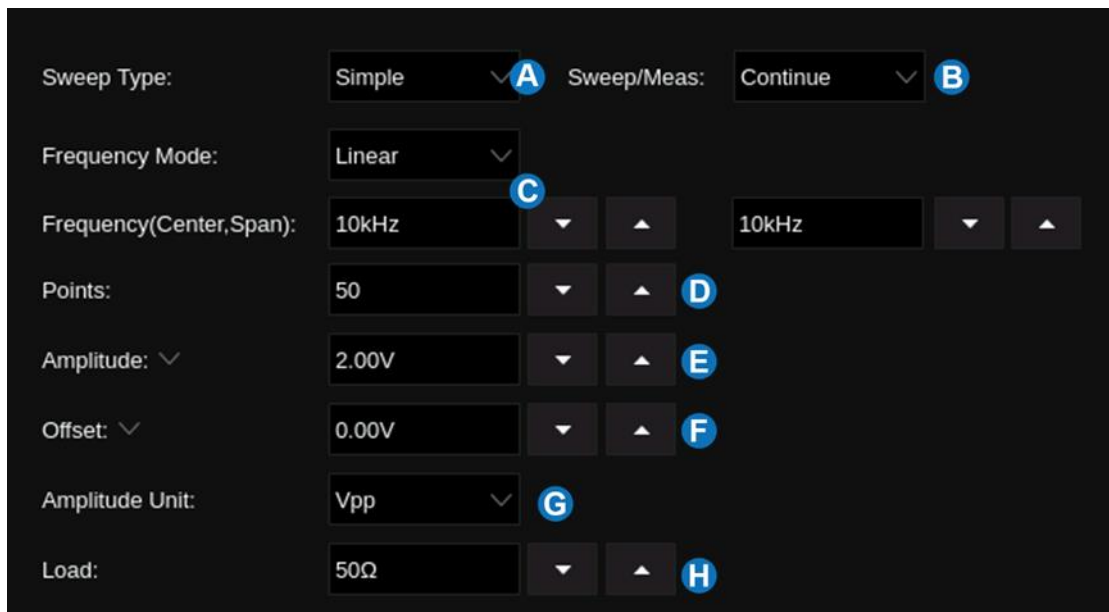 Sweep Type: Simple A Sweep/Meas: Continue B
Frequency Mode: Linear
C
Frequency(Center,Span): 10kHz 10kHz
Points: 50 D
Amplitude: 2.00V E
Offset: 0.00V F
Amplitude Unit: Vpp G
Load: 50Ω H